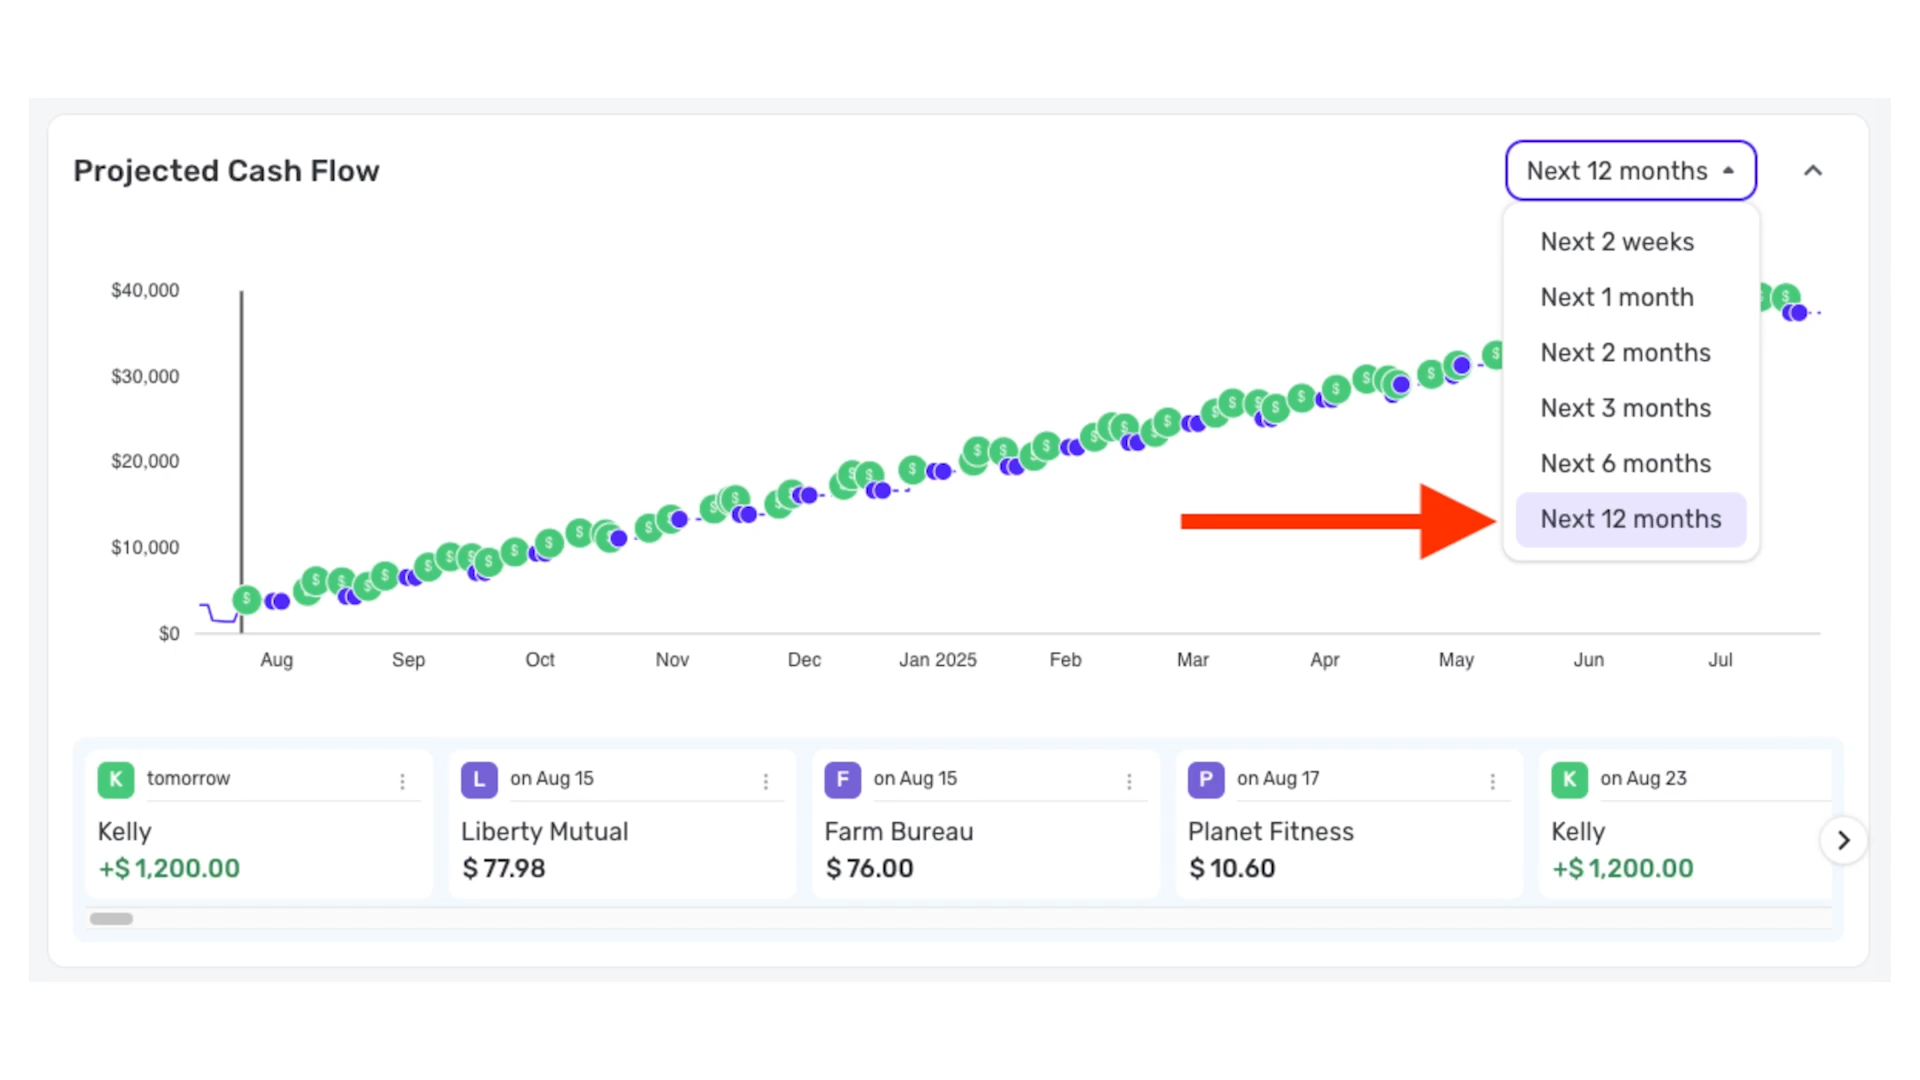 Projected Cash Flow
Next 12 months
Next 2 weeks
Next 1 month
Next 2 months
Next 3 months
Next 6 months
Next 12 months
$40,000
$30,000
$20,000
$10,000
$0
Aug Sep Oct Nov Dec Jan 2025 Feb Mar Apr May Jun Jul
K tomorrow
Kelly
+$1,200.00
L on Aug 15
Liberty Mutual
$77.98
F on Aug 15
Farm Bureau
$76.00
P on Aug 17
Planet Fitness
$10.60
K on Aug 23
Kelly
+$1,200.00